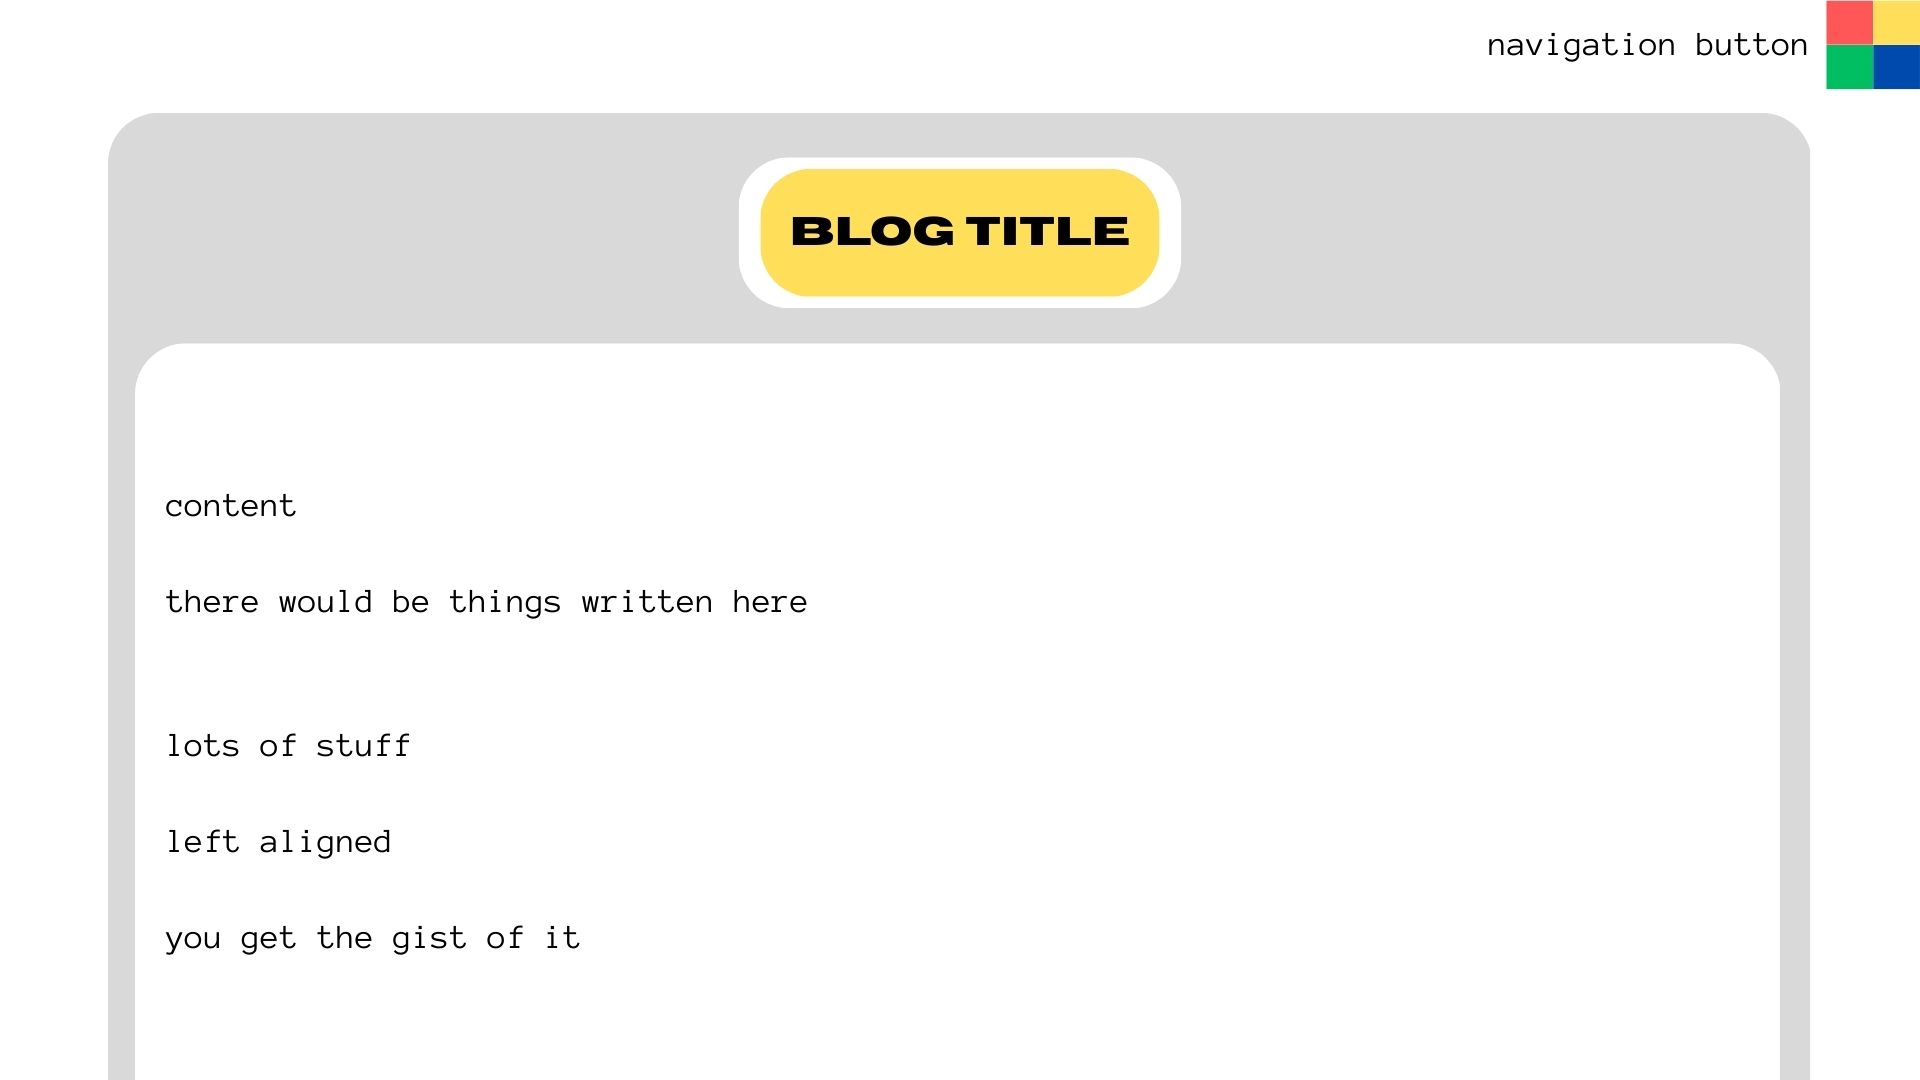 navigation button
BLOG TITLE
content
there would be things written here
lots of stuff
left aligned
you get the gist of it